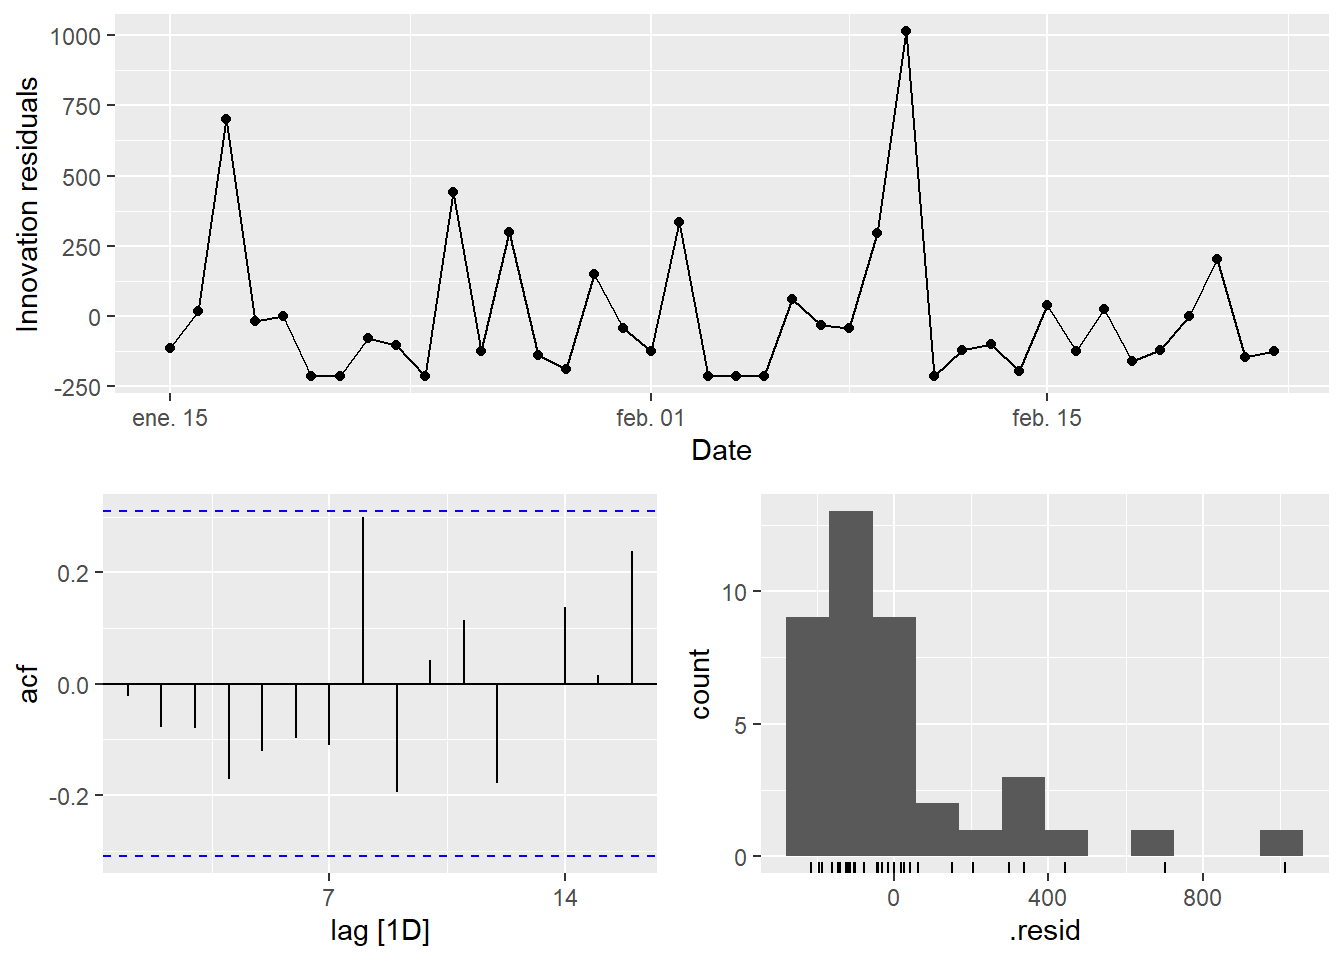 1000
750
500
250
0
-250
Innovation residuals
ene. 15
feb. 01
feb. 15
Date
0.2
0.0
-0.2
acf
7
14
lag [1D]
10
5
0
count
0
400
800
.resid